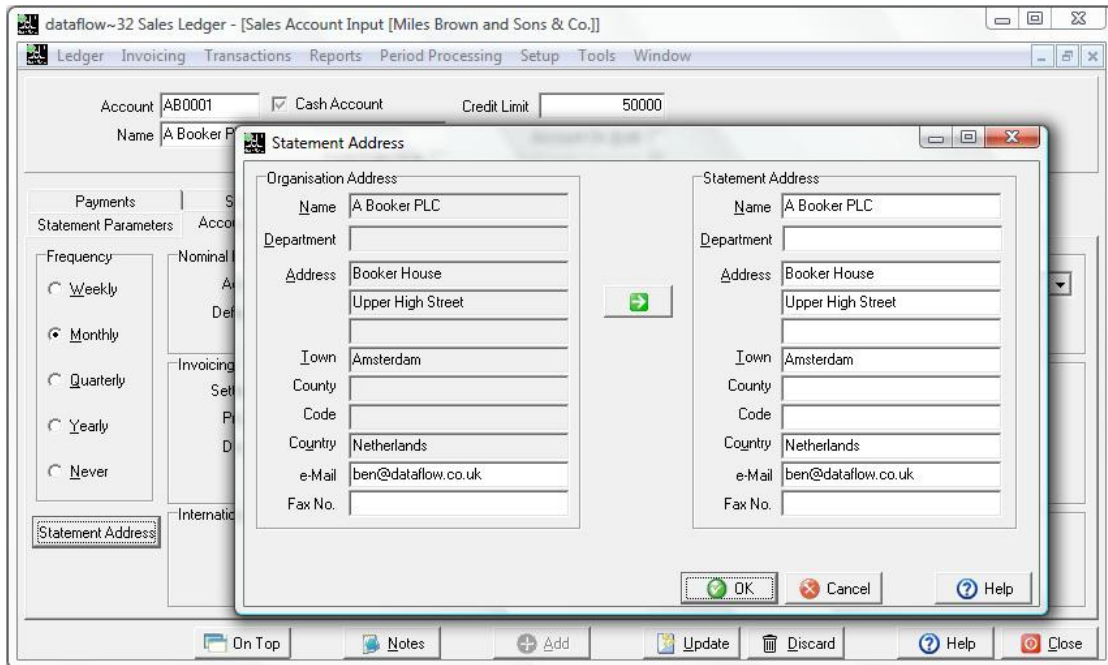 dataflow~32 Sales Ledger - [Sales Account Input [Miles Brown and Sons & Co.]]
Ledger Invoicing Transactions Reports Period Processing Setup Tools Window
Account AB0001 Cash Account Credit Limit 50000
Name A Booker
Statement Address
Payments
Statement Parameters
Frequency
Weekly
Monthly
Quarterly
Yearly
Never
Statement Address
Nominal
Invoicing
Organisation Address
Name A Booker PLC
Department
Address Booker House
Upper High Street
Town Amsterdam
County
Code
Country Netherlands
e-Mail ben@dataflow.co.uk
Fax No.
Statement Address
Name A Booker PLC
Department
Address Booker House
Upper High Street
Town Amsterdam
County
Code
Country Netherlands
e-Mail ben@dataflow.co.uk
Fax No.
OK Cancel Help
On Top Notes Add Update Discard Help Close